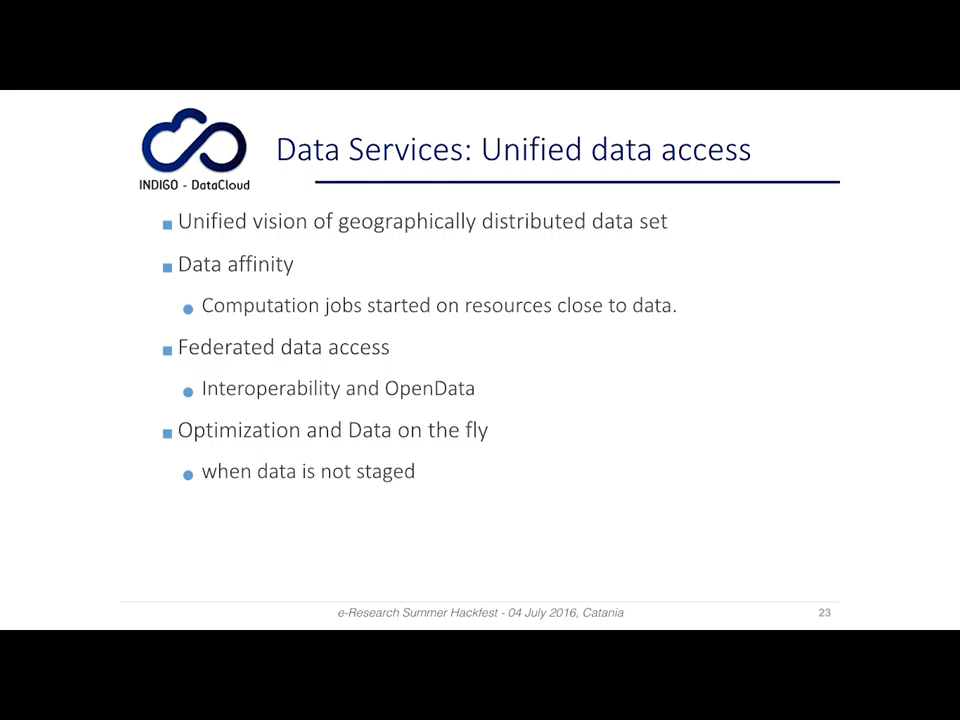 Data Services: Unified data access
INDIGO - DataCloud
Unified vision of geographically distributed data set
Data affinity
Computation jobs started on resources close to data.
Federated data access
Interoperability and OpenData
Optimization and Data on the fly
when data is not staged
e-Research Summer Hackfest - 04 July 2016, Catania
23